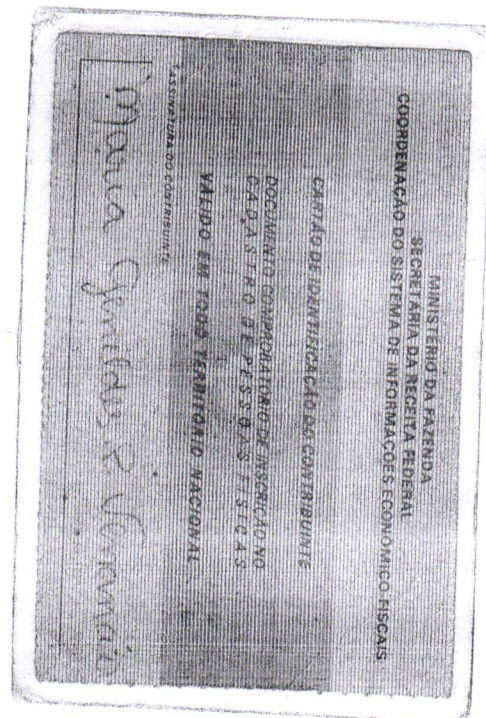 MINISTÉRIO DA FAZENDA
SECRETARIA DA RECEITA FEDERAL
COORDENAÇÃO DO SISTEMA DE INFORMAÇÕES ECONÔMICO-FISCAIS
CARTÃO DE IDENTIFICAÇÃO DO CONTRIBUINTE
DOCUMENTO COMPROBATÓRIO DE INSCRIÇÃO NO
CADASTRO DE PESSOAS FÍSICAS
VÁLIDO EM TODO TERRITÓRIO NACIONAL
ASSINATURA DO CONTRIBUINTE
Maria